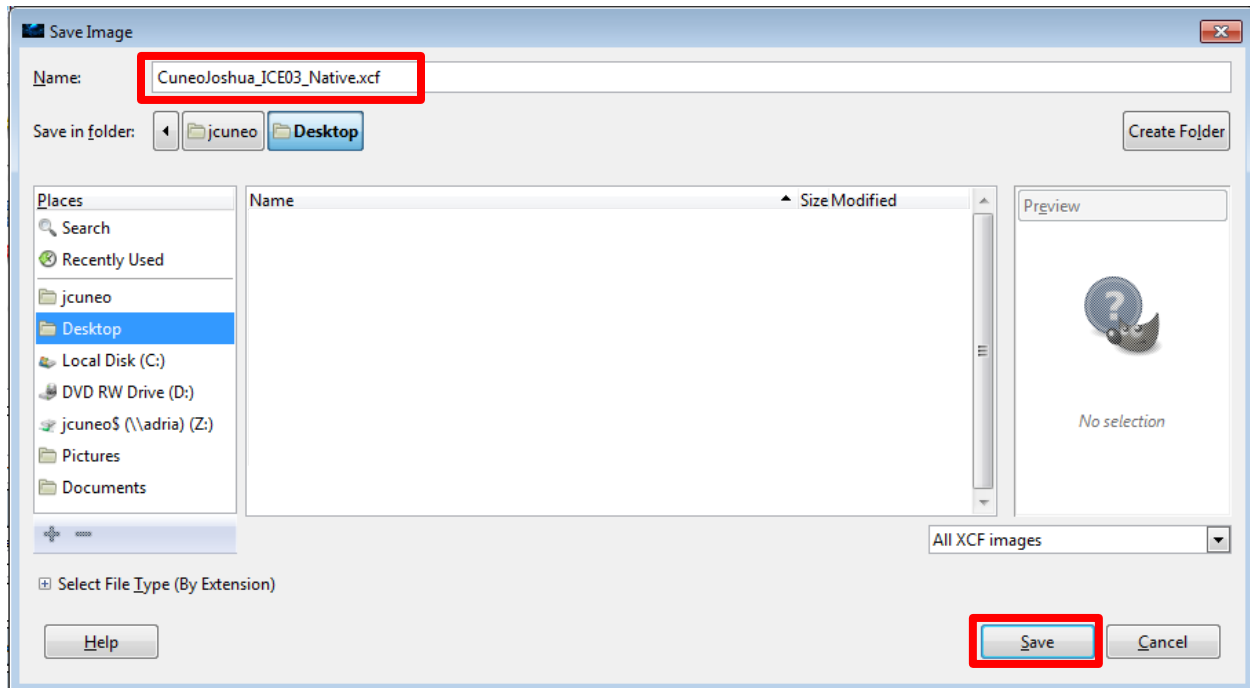 Save Image
Name: CuneoJoshua_ICE03_Native.xcf
Save in folder: jcuneo Desktop Create Folder
Places Name Size Modified Preview
Search
Recently Used
jcuneo
Desktop
Local Disk (C:)
DVD RW Drive (D:)
jcuneo$ (\\adria) (Z:)
No selection
Pictures
Documents
All XCF images
Select File Type (By Extension)
Help Save Cancel